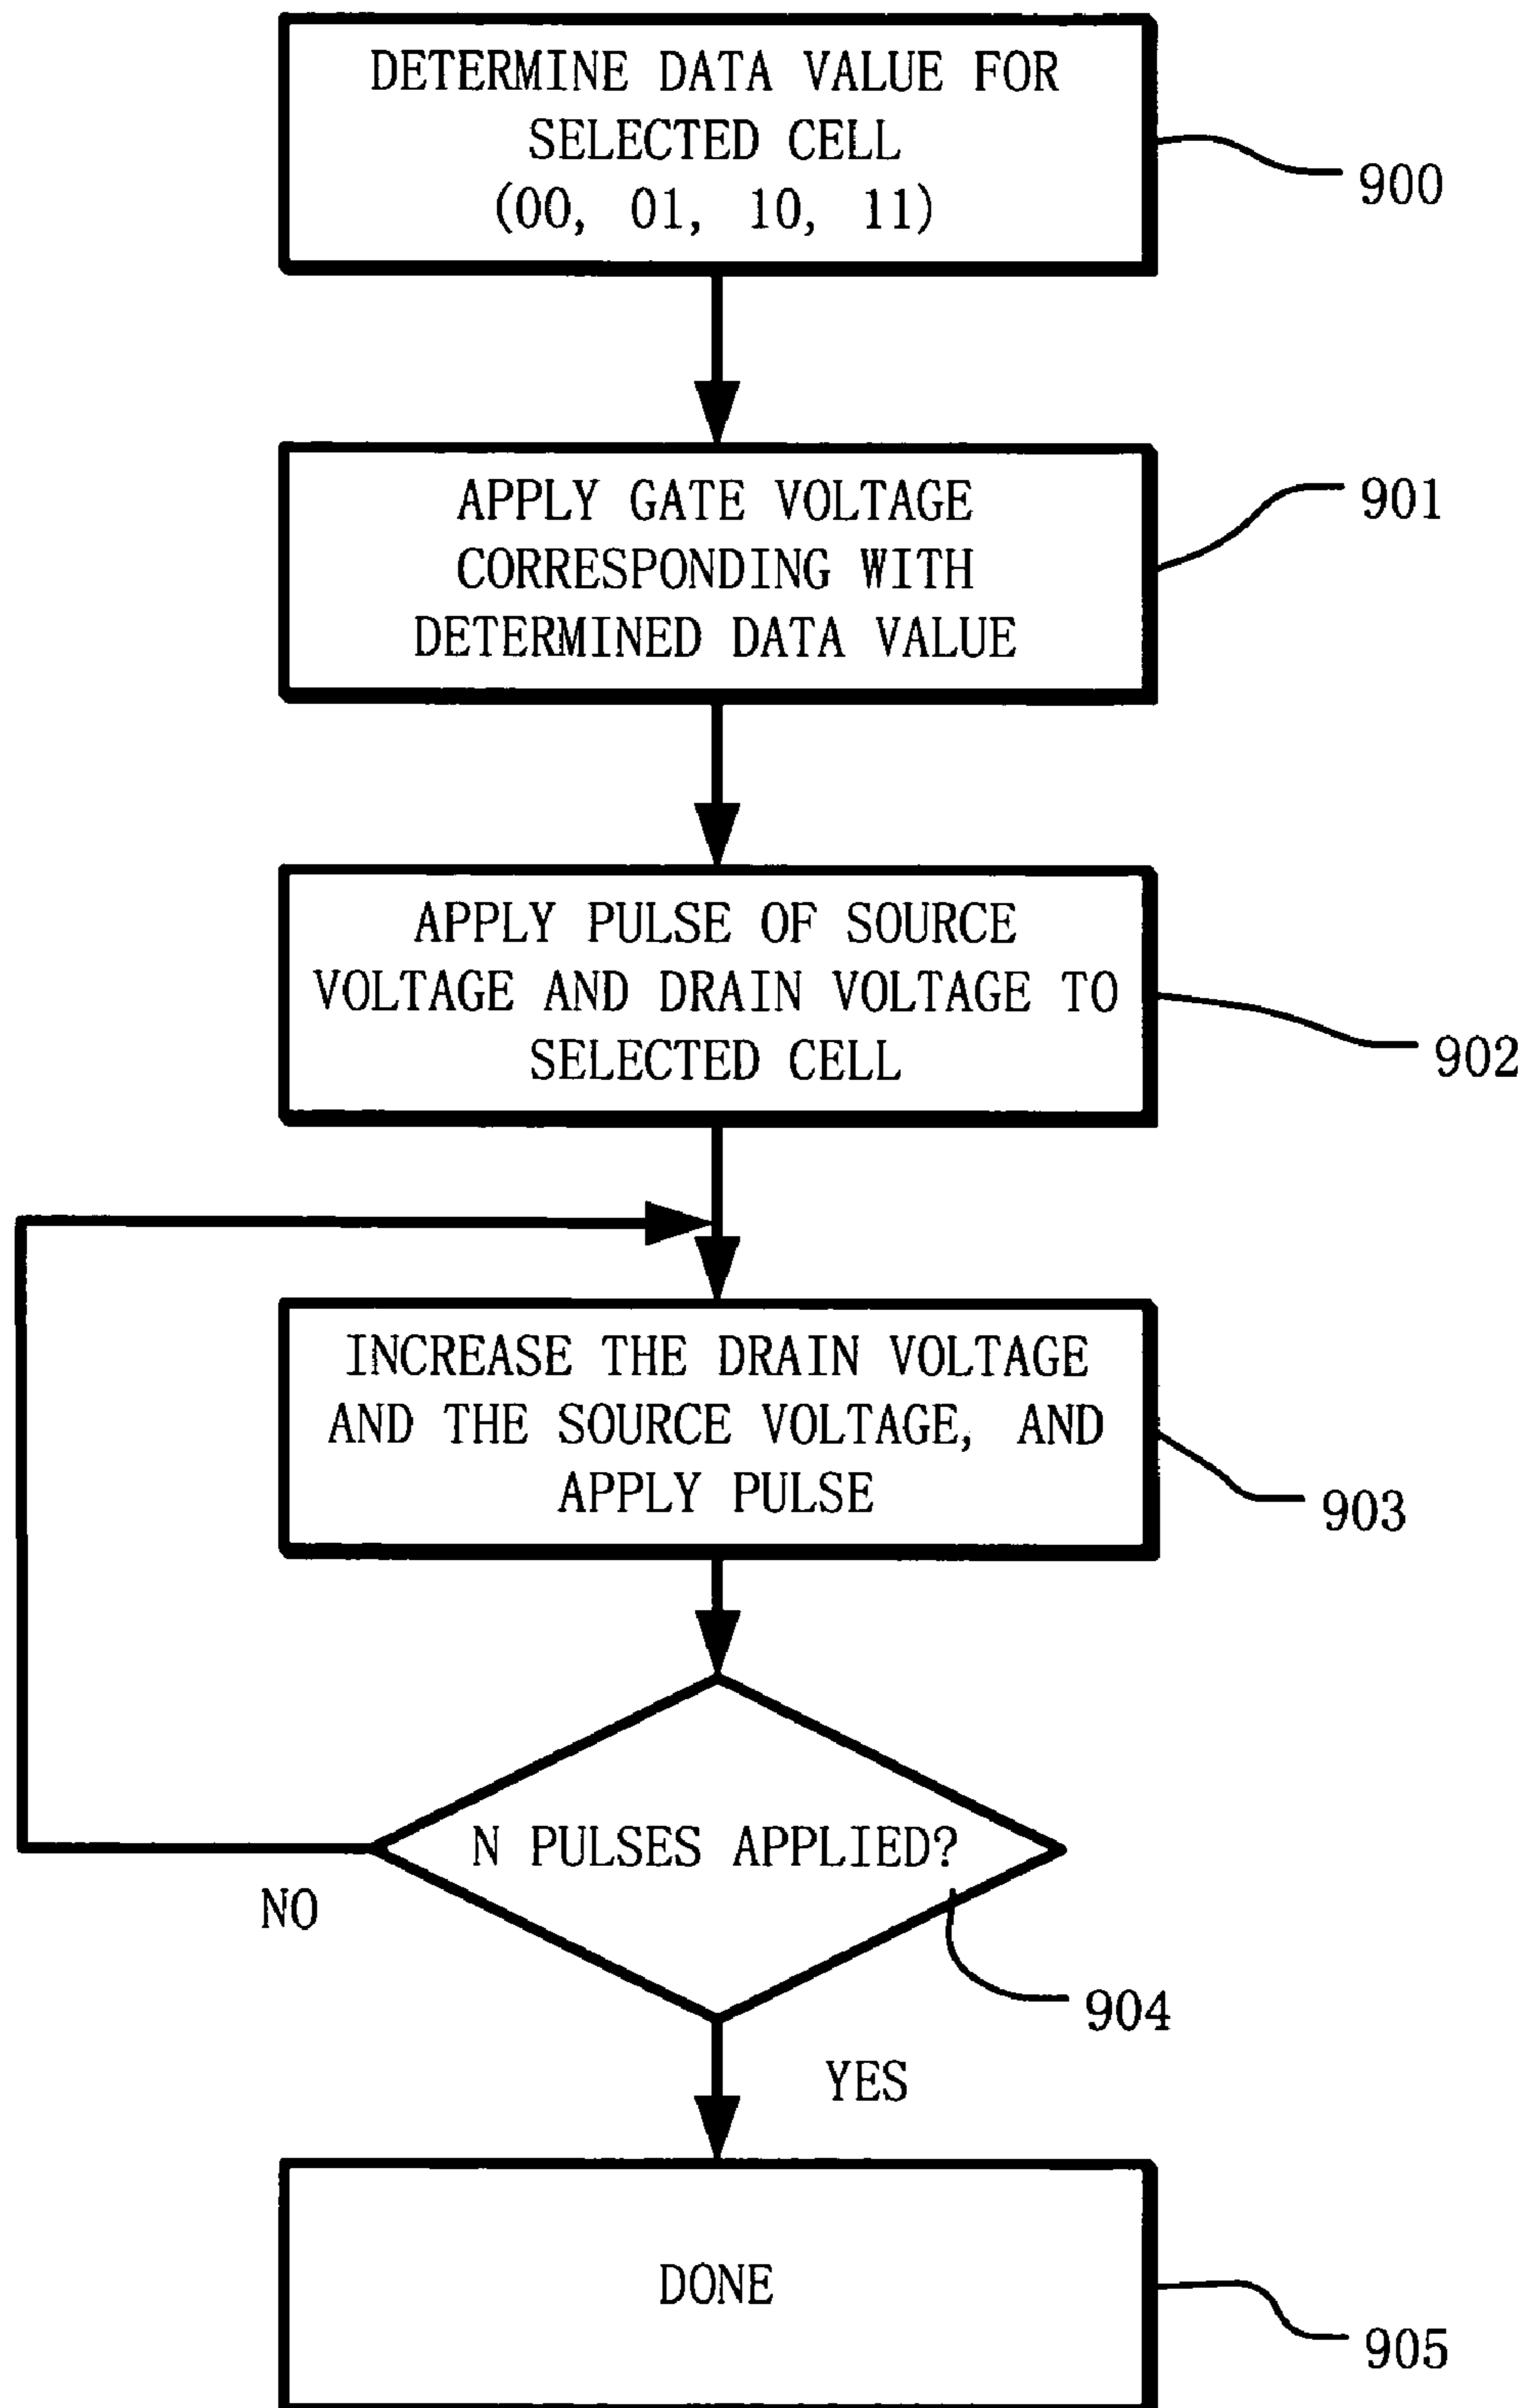 DETERMINE DATA VALUE FOR
SELECTED CELL
(00, 01, 10, 11)
900
APPLY GATE VOLTAGE
CORRESPONDING WITH
DETERMINED DATA VALUE
901
APPLY PULSE OF SOURCE
VOLTAGE AND DRAIN VOLTAGE TO
SELECTED CELL
902
INCREASE THE DRAIN VOLTAGE
AND THE SOURCE VOLTAGE, AND
APPLY PULSE
903
N PULSES APPLIED?
NO
904
YES
DONE
905